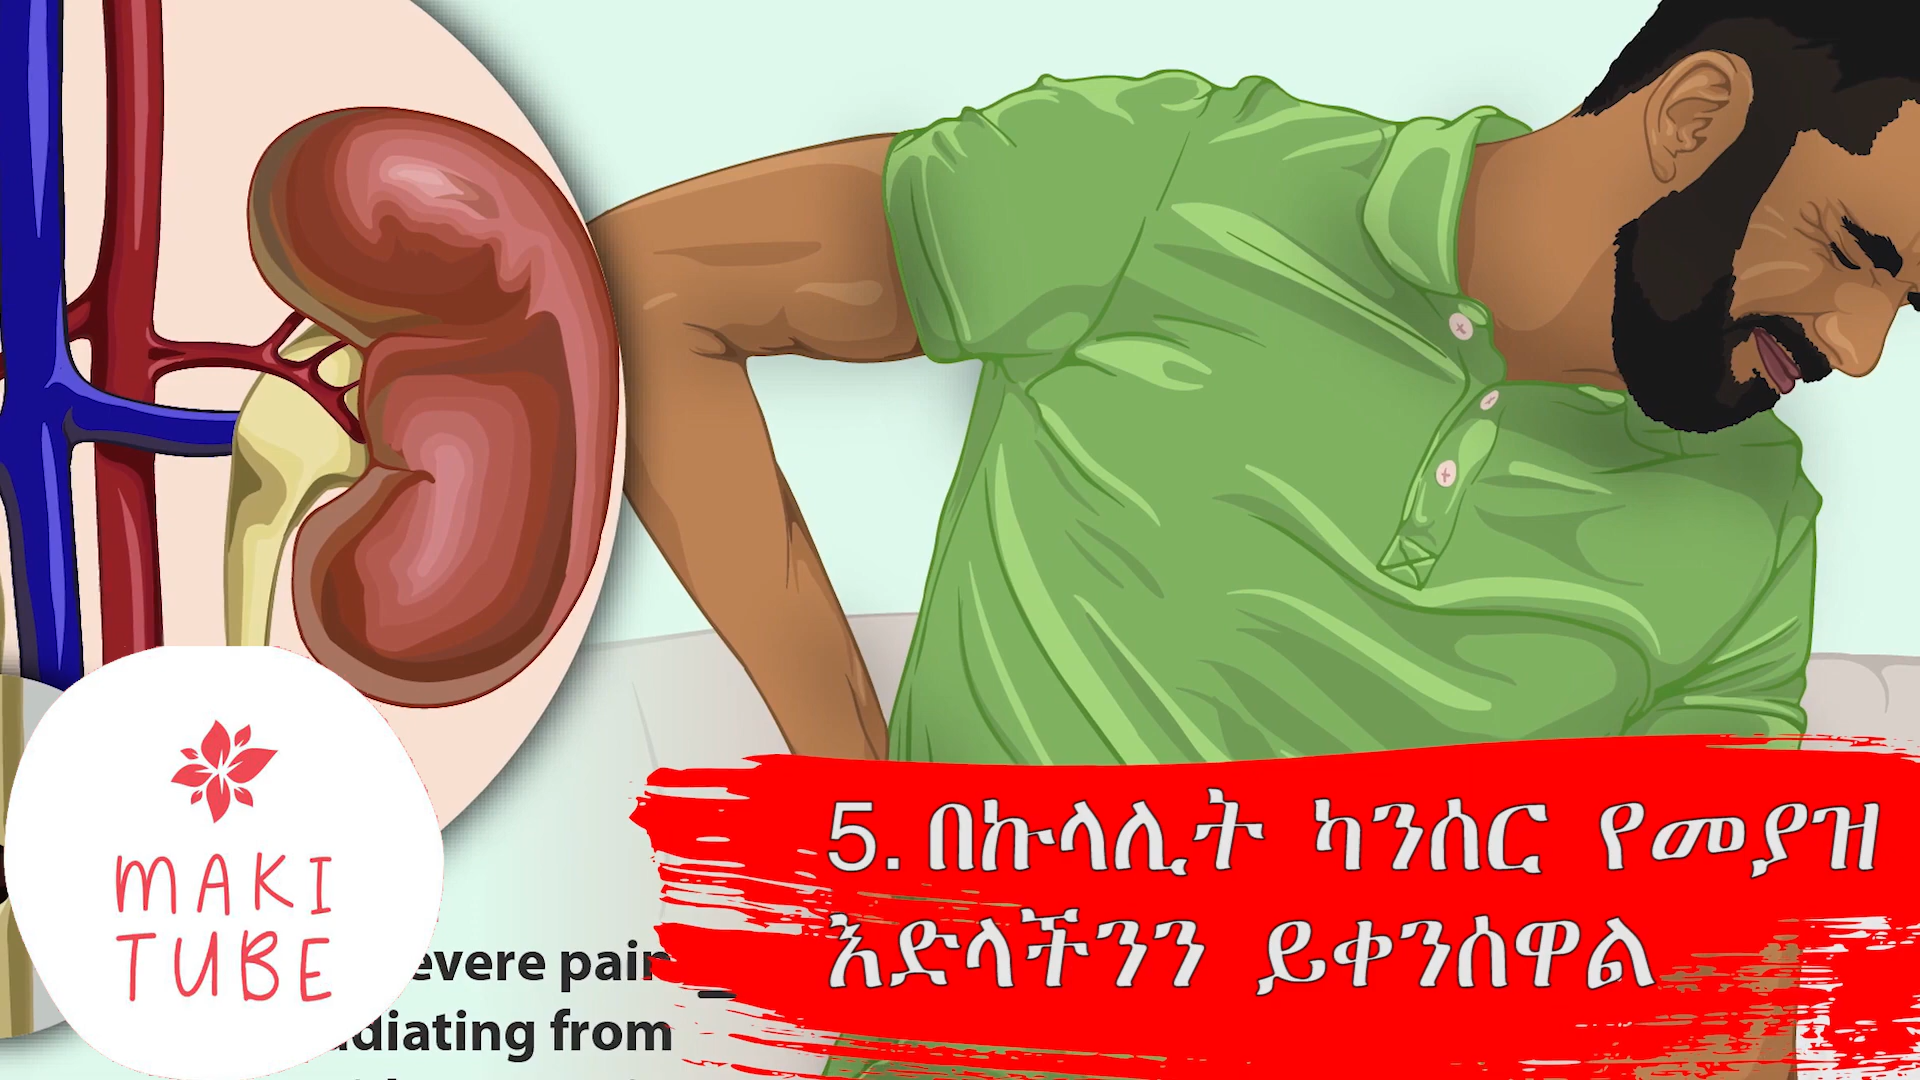 MAKI
TUBE
evere pain
diating from
5. በኩላሊት ካንሰር የመያዝ
እድላችንን ይቀንሰዋል